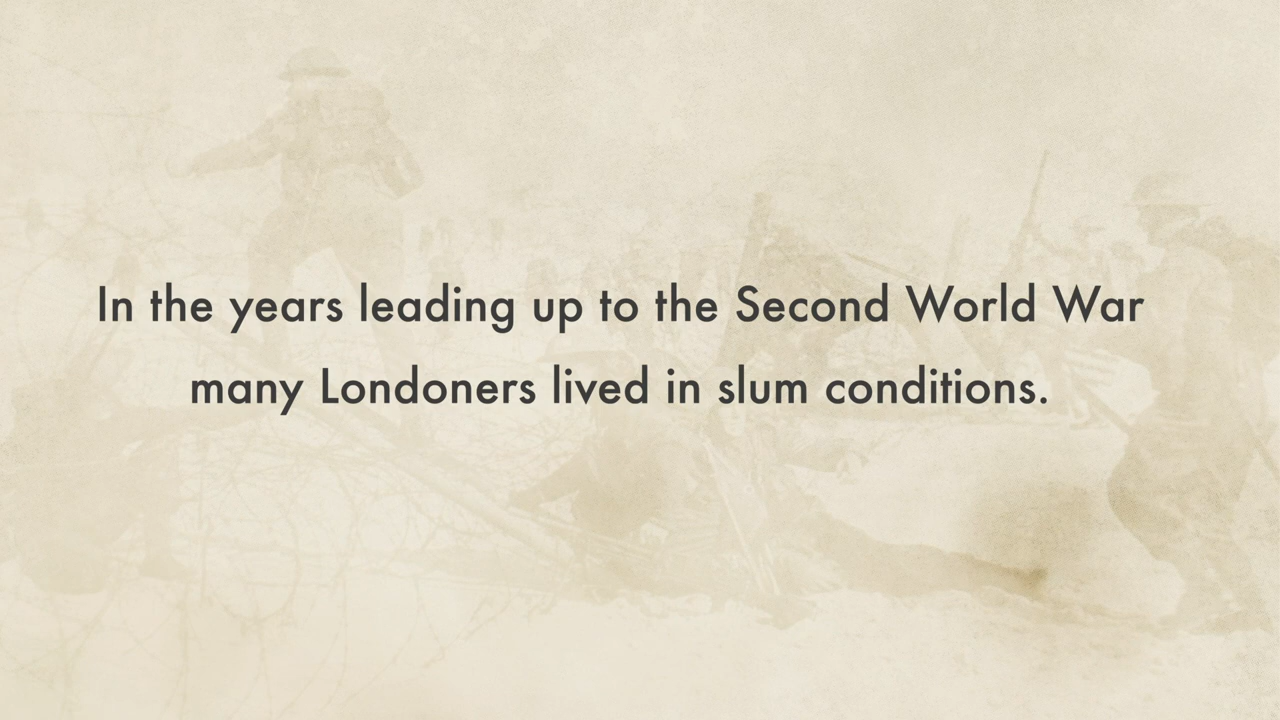 In the years leading up to the Second World War
many Londoners lived in slum conditions.